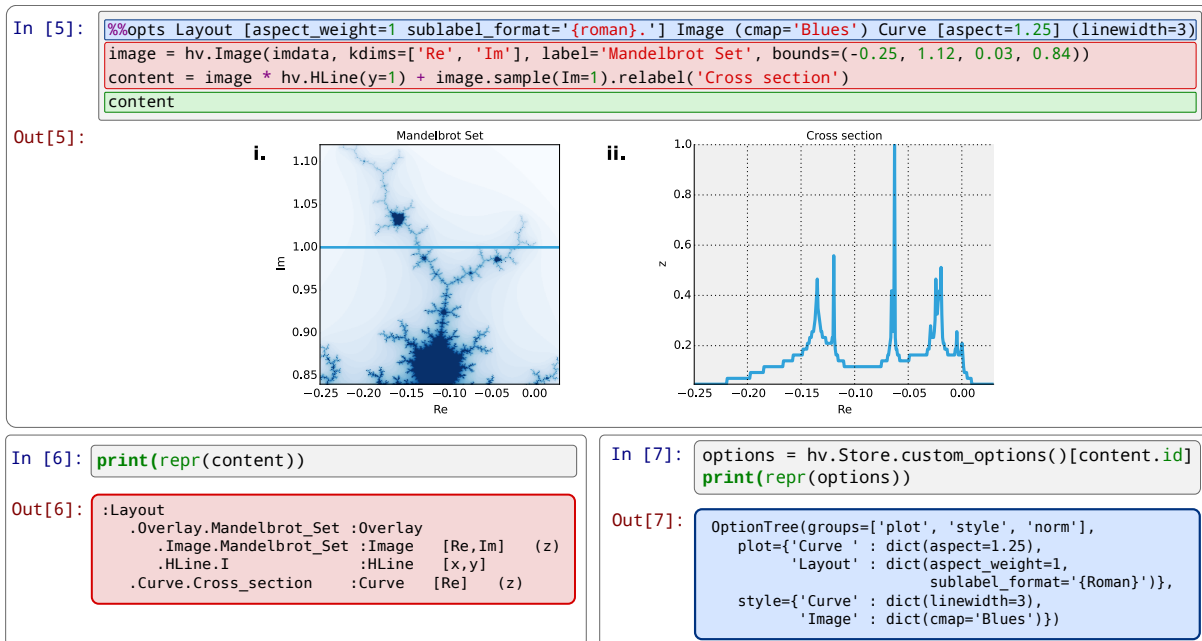 In [5]: %%opts Layout [aspect_weight=1 sublabel_format='{roman}.'] Image (cmap='Blues') Curve [aspect=1.25] (linewidth=3)
image = hv.Image(imdata, kdims=['Re', 'Im'], label='Mandelbrot Set', bounds=(-0.25, 1.12, 0.03, 0.84))
content = image * hv.HLine(y=1) + image.sample(Im=1).relabel('Cross section')
content
Out[5]:
i.
Mandelbrot Set
1.10
1.05
1.00
0.95
0.90
0.85
Im
−0.25 −0.20 −0.15 −0.10 −0.05 0.00
Re
ii.
Cross section
1.0
0.8
0.6
0.4
0.2
z
−0.25 −0.20 −0.15 −0.10 −0.05 0.00
Re
In [6]: print(repr(content))
Out[6]: :Layout
.Overlay.Mandelbrot_Set :Overlay
.Image.Mandelbrot_Set :Image [Re,Im] (z)
.HLine.I :HLine [x,y]
.Curve.Cross_section :Curve [Re] (z)
In [7]: options = hv.Store.custom_options()[content.id]
print(repr(options))
Out[7]: OptionTree(groups=['plot', 'style', 'norm'],
plot={'Curve ' : dict(aspect=1.25),
'Layout' : dict(aspect_weight=1,
sublabel_format='{Roman}')},
style={'Curve' : dict(linewidth=3),
'Image' : dict(cmap='Blues')})